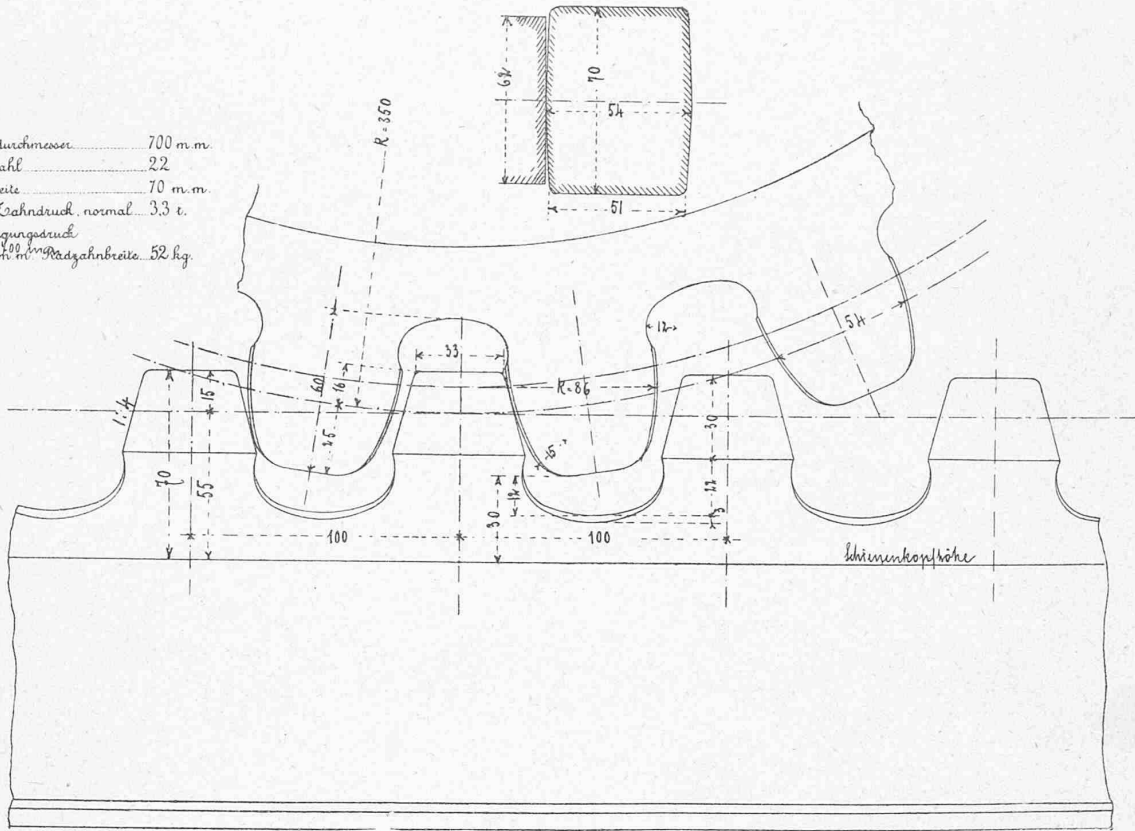 durchmesser 700 m.m.
ahl 22
eite 70 m.m.
Zahndruck, normal 3,3 t.
gungsdruck
m.m. Radzahnbreite 52 kg.
62
70
54
51
R=350
54
12
33
60
16
25
R=86
15
1:4
70
55
15
30
12
30
22
3
100
100
Schienenkopfhöhe